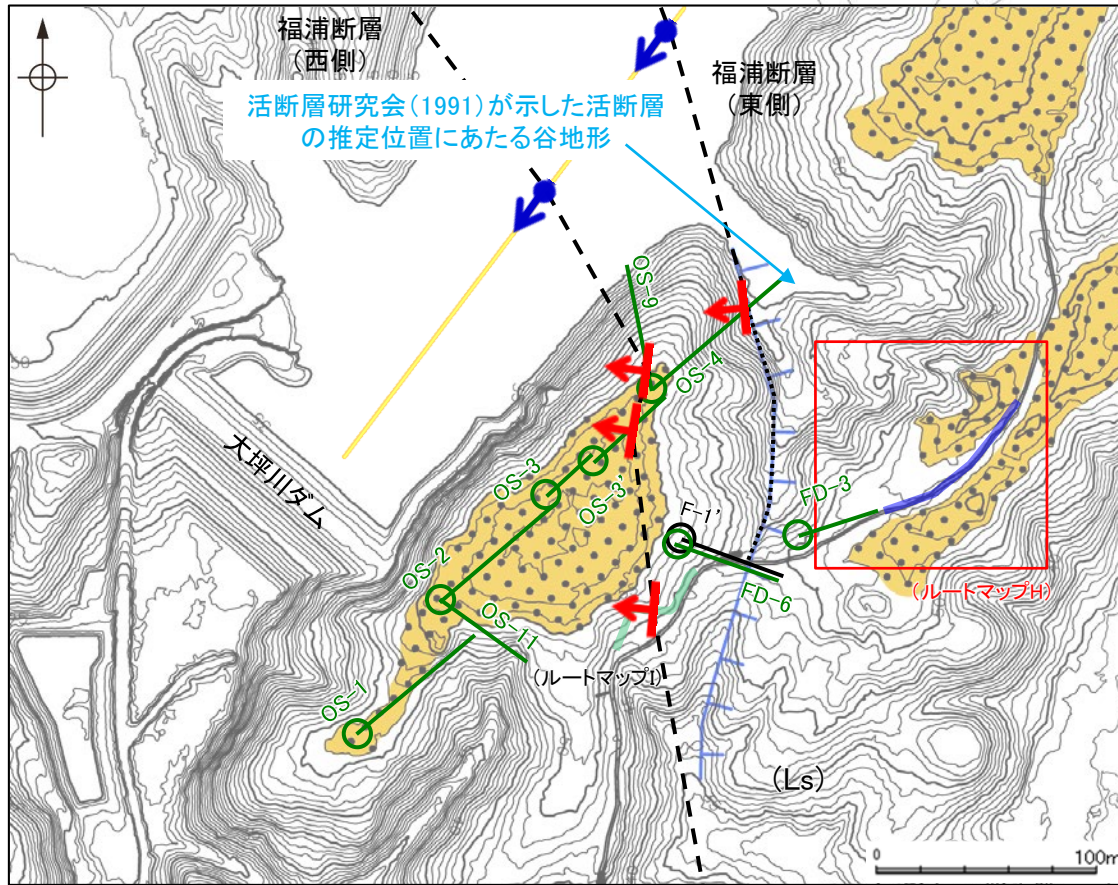 福浦断層
(西側)
福浦断層
(東側)
活断層研究会(1991)が示した活断層
の推定位置にあたる谷地形
OS-9
OS-4
大坪川ダム
OS-3
OS-3'
F-1'
FD-3
OS-2
FD-6
(ルートマップH)
OS-11
(ルートマップI)
OS-1
(Ls)
0
100m